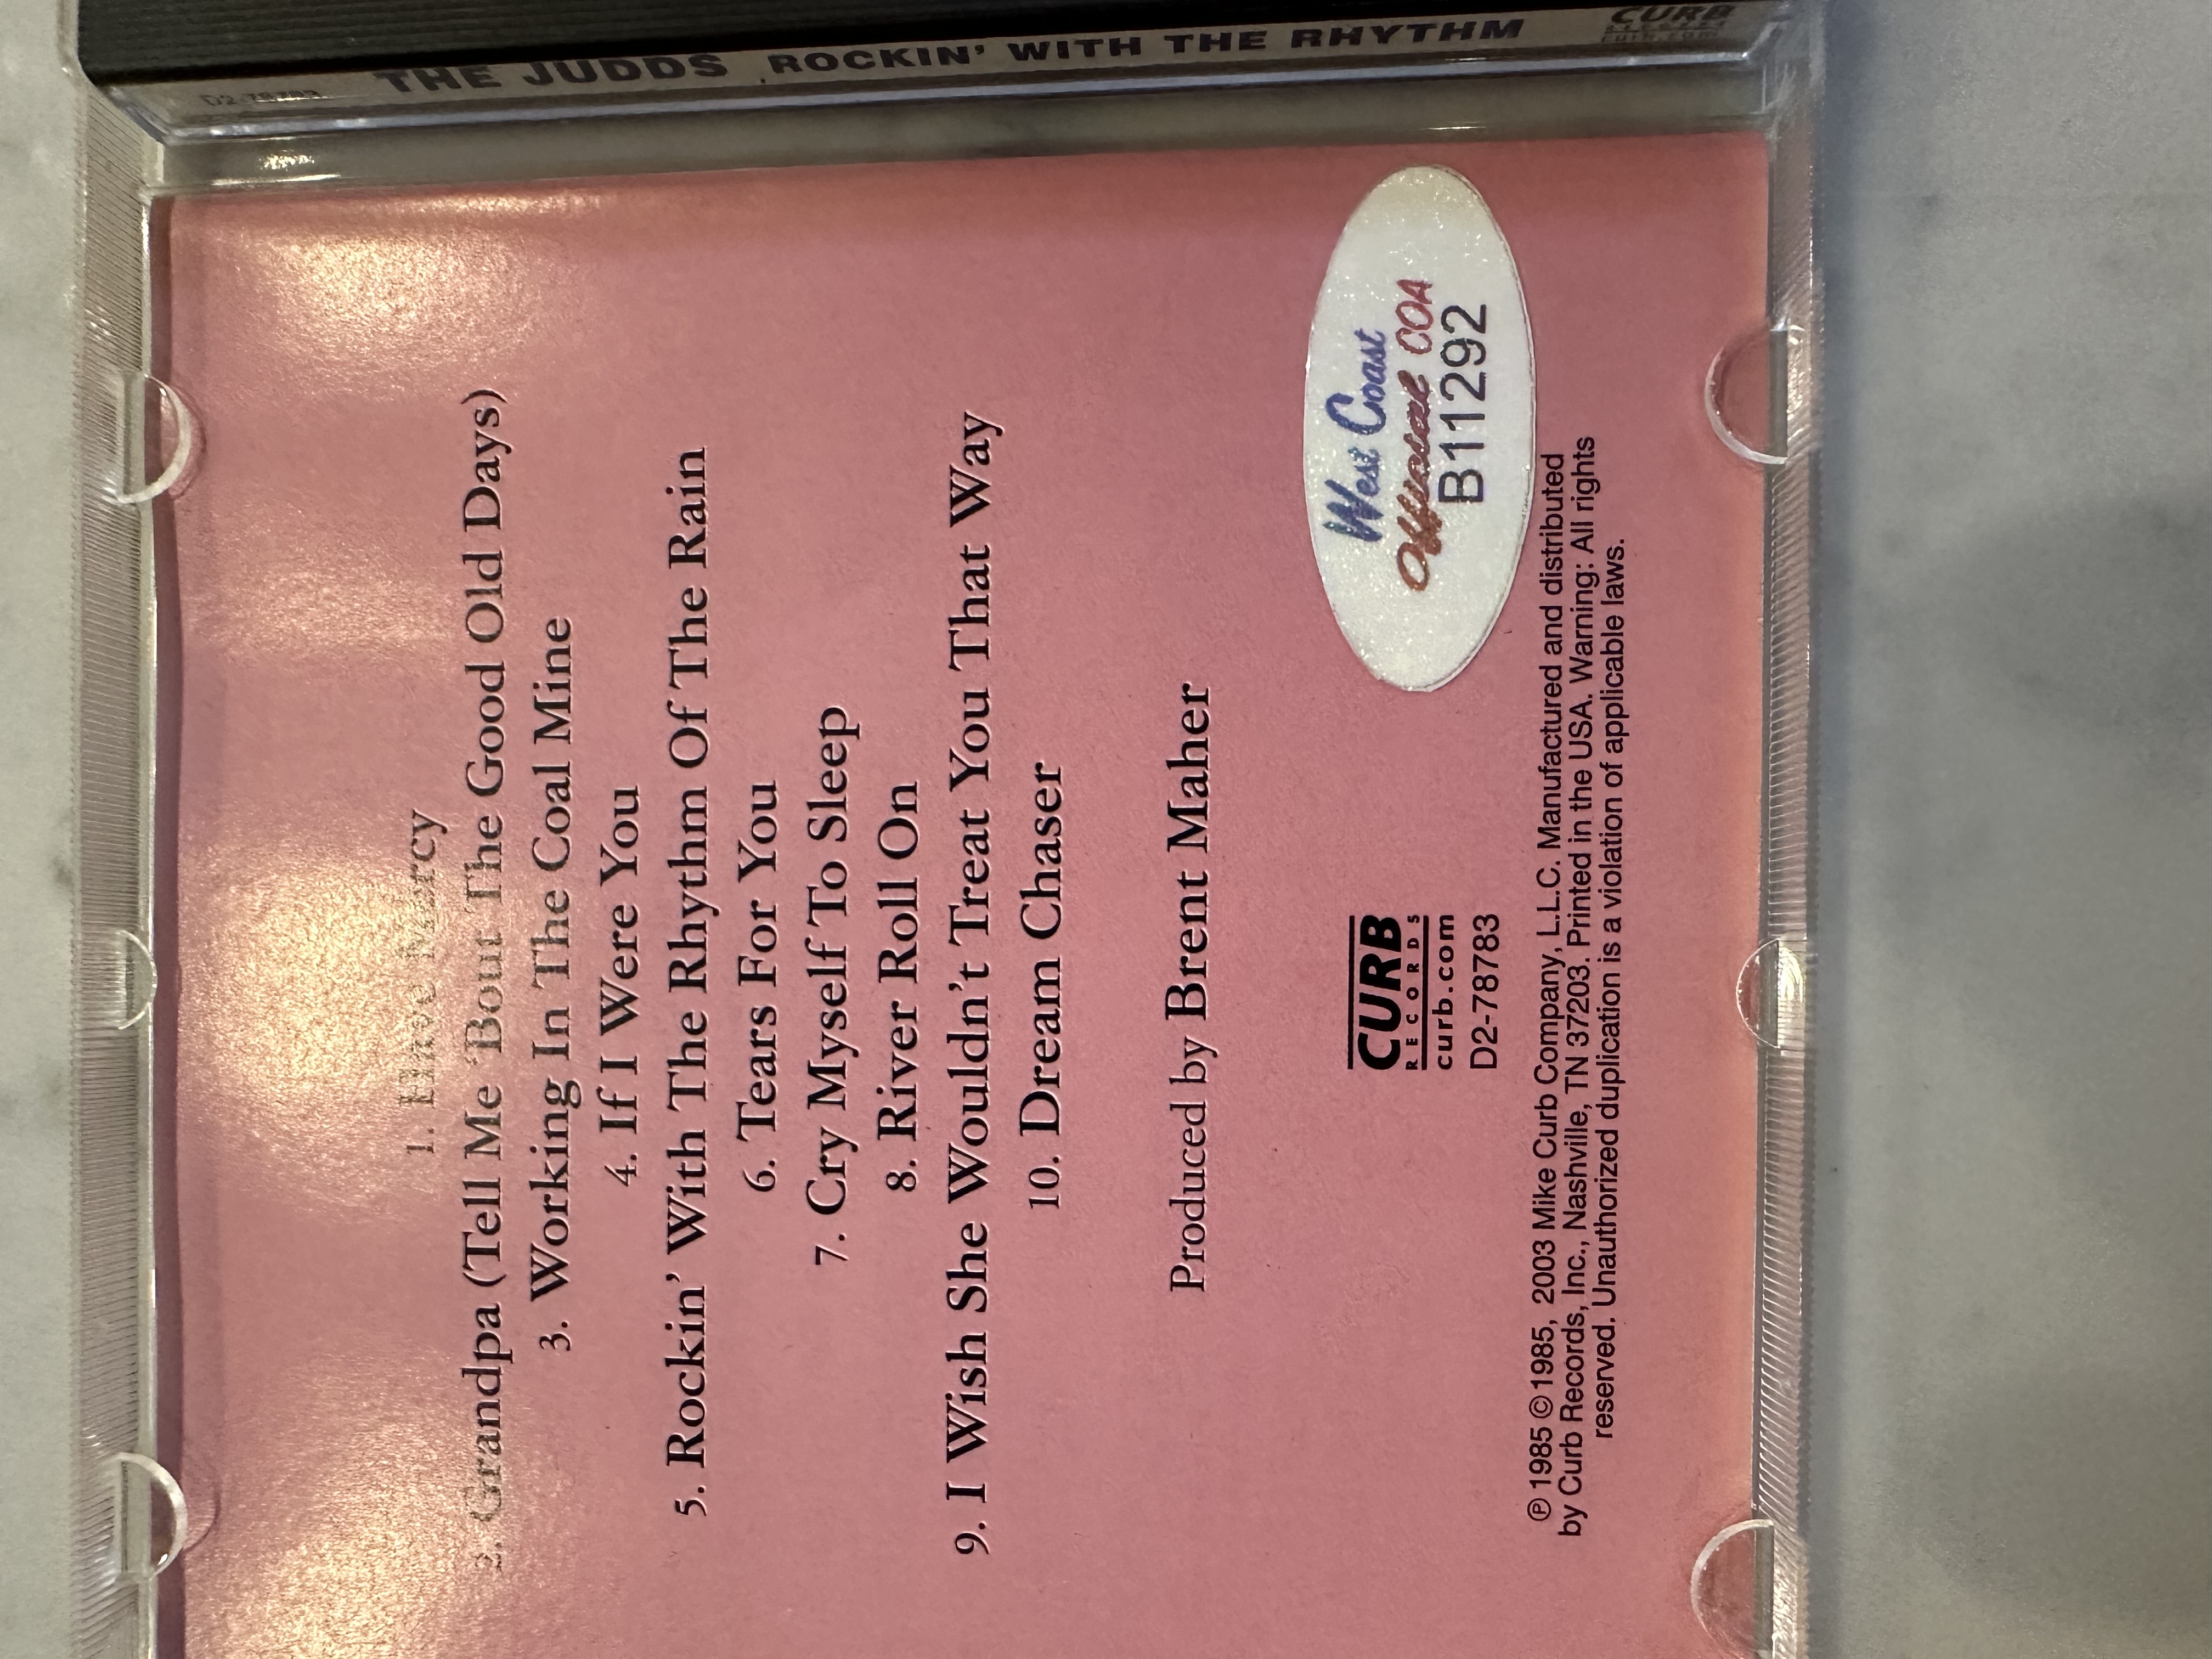 THE JUDDS ROCKIN' WITH THE RHYTHM
CURB
D2-78783
1. Have Mercy
2. Grandpa (Tell Me 'Bout The Good Old Days)
3. Working In The Coal Mine
4. If I Were You
5. Rockin' With The Rhythm Of The Rain
6. Tears For You
7. Cry Myself To Sleep
8. River Roll On
9. I Wish She Wouldn't Treat You That Way
10. Dream Chaser
Produced by Brent Maher
West Coast
Official COA
B11292
CURB
RECORDS
curb.com
D2-78783
℗ 1985 © 1985, 2003 Mike Curb Company, L.L.C. Manufactured and distributed
by Curb Records, Inc., Nashville, TN 37203. Printed in the USA. Warning: All rights
reserved. Unauthorized duplication is a violation of applicable laws.